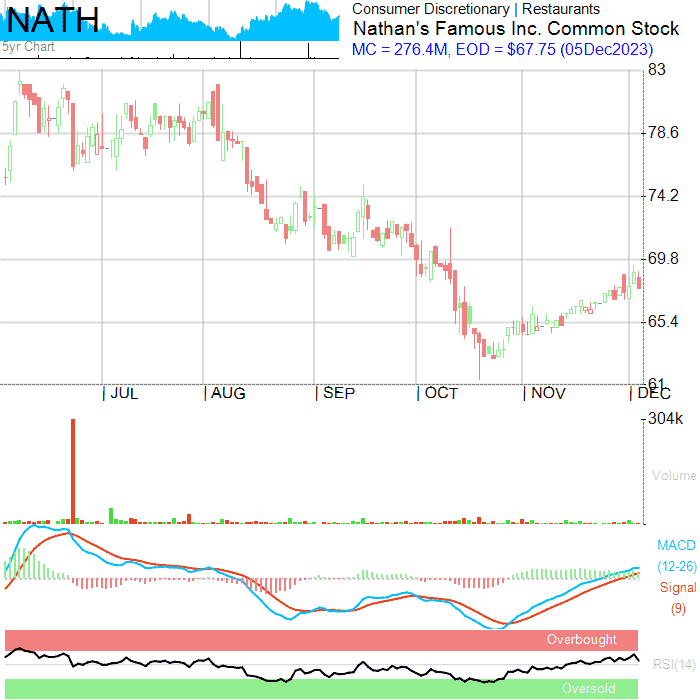 NATH
5yr Chart
Consumer Discretionary | Restaurants
Nathan's Famous Inc. Common Stock
MC = 276.4M, EOD = $67.75 (05Dec2023)
83
78.6
74.2
69.8
65.4
61
JUL AUG SEP OCT NOV DEC
304k
Volume
MACD
(12-26)
Signal
(9)
Overbought
RSI(14)
Oversold